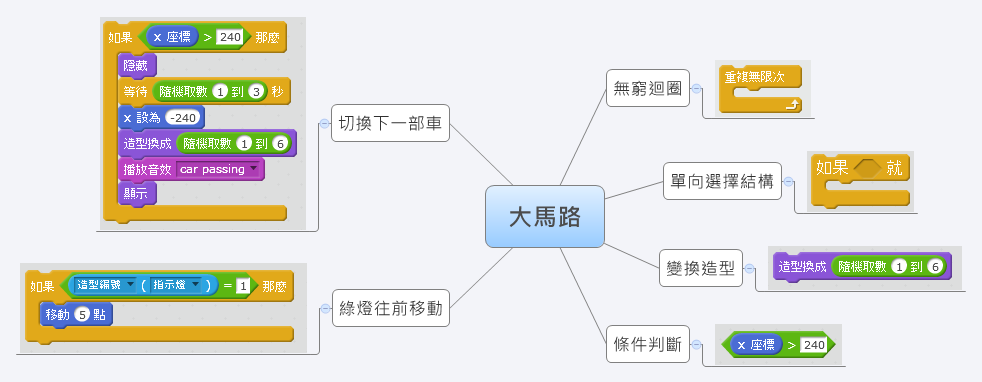 如果 x 座標 > 240 那麼
隱藏
等待 隨機取數 1 到 3 秒
x 設為 -240
造型換成 隨機取數 1 到 6
播放音效 car passing
顯示
切換下一部車
如果 造型編號 ( 指示燈 ) = 1 那麼
移動 5 點
綠燈往前移動
大馬路
無窮迴圈
重複無限次
單向選擇結構
如果 就
變換造型
造型換成 隨機取數 1 到 6
條件判斷
x 座標 > 240